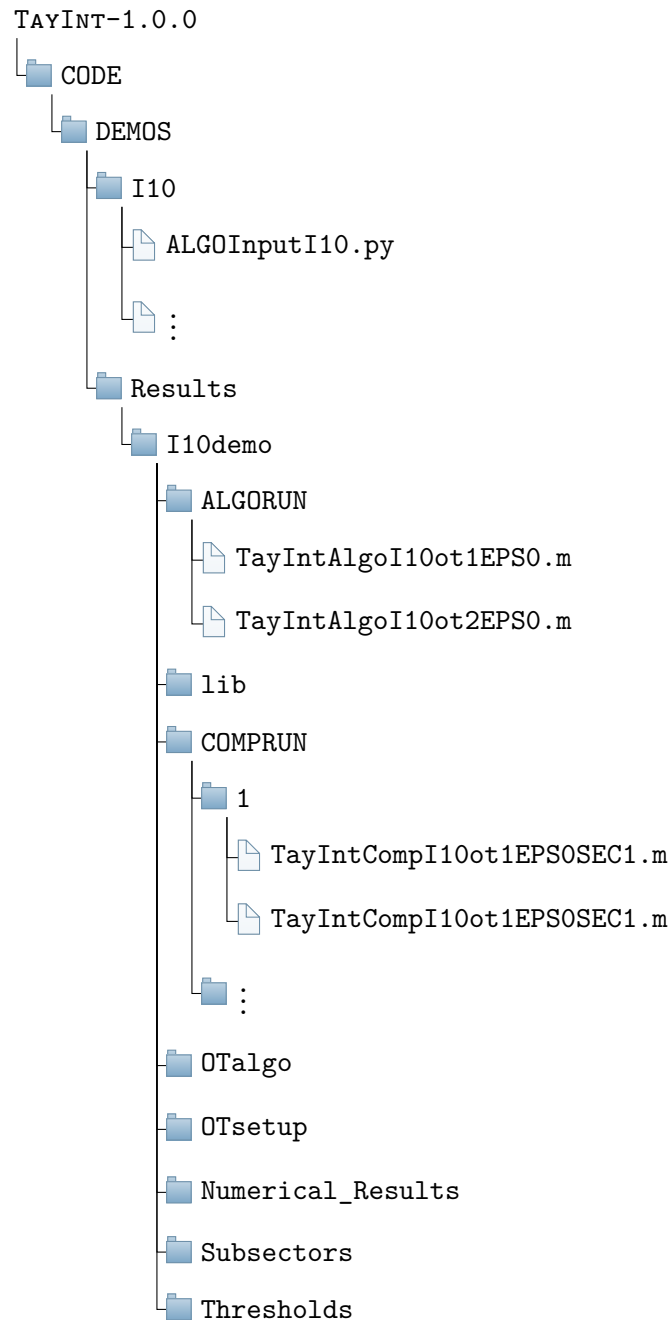 TayInt-1.0.0
CODE
DEMOS
I10
ALGOInputI10.py
⋮
Results
I10demo
ALGORUN
TayIntAlgoI10ot1EPS0.m
TayIntAlgoI10ot2EPS0.m
lib
COMPRUN
1
TayIntCompI10ot1EPS0SEC1.m
TayIntCompI10ot1EPS0SEC1.m
⋮
OTalgo
OTsetup
Numerical_Results
Subsectors
Thresholds